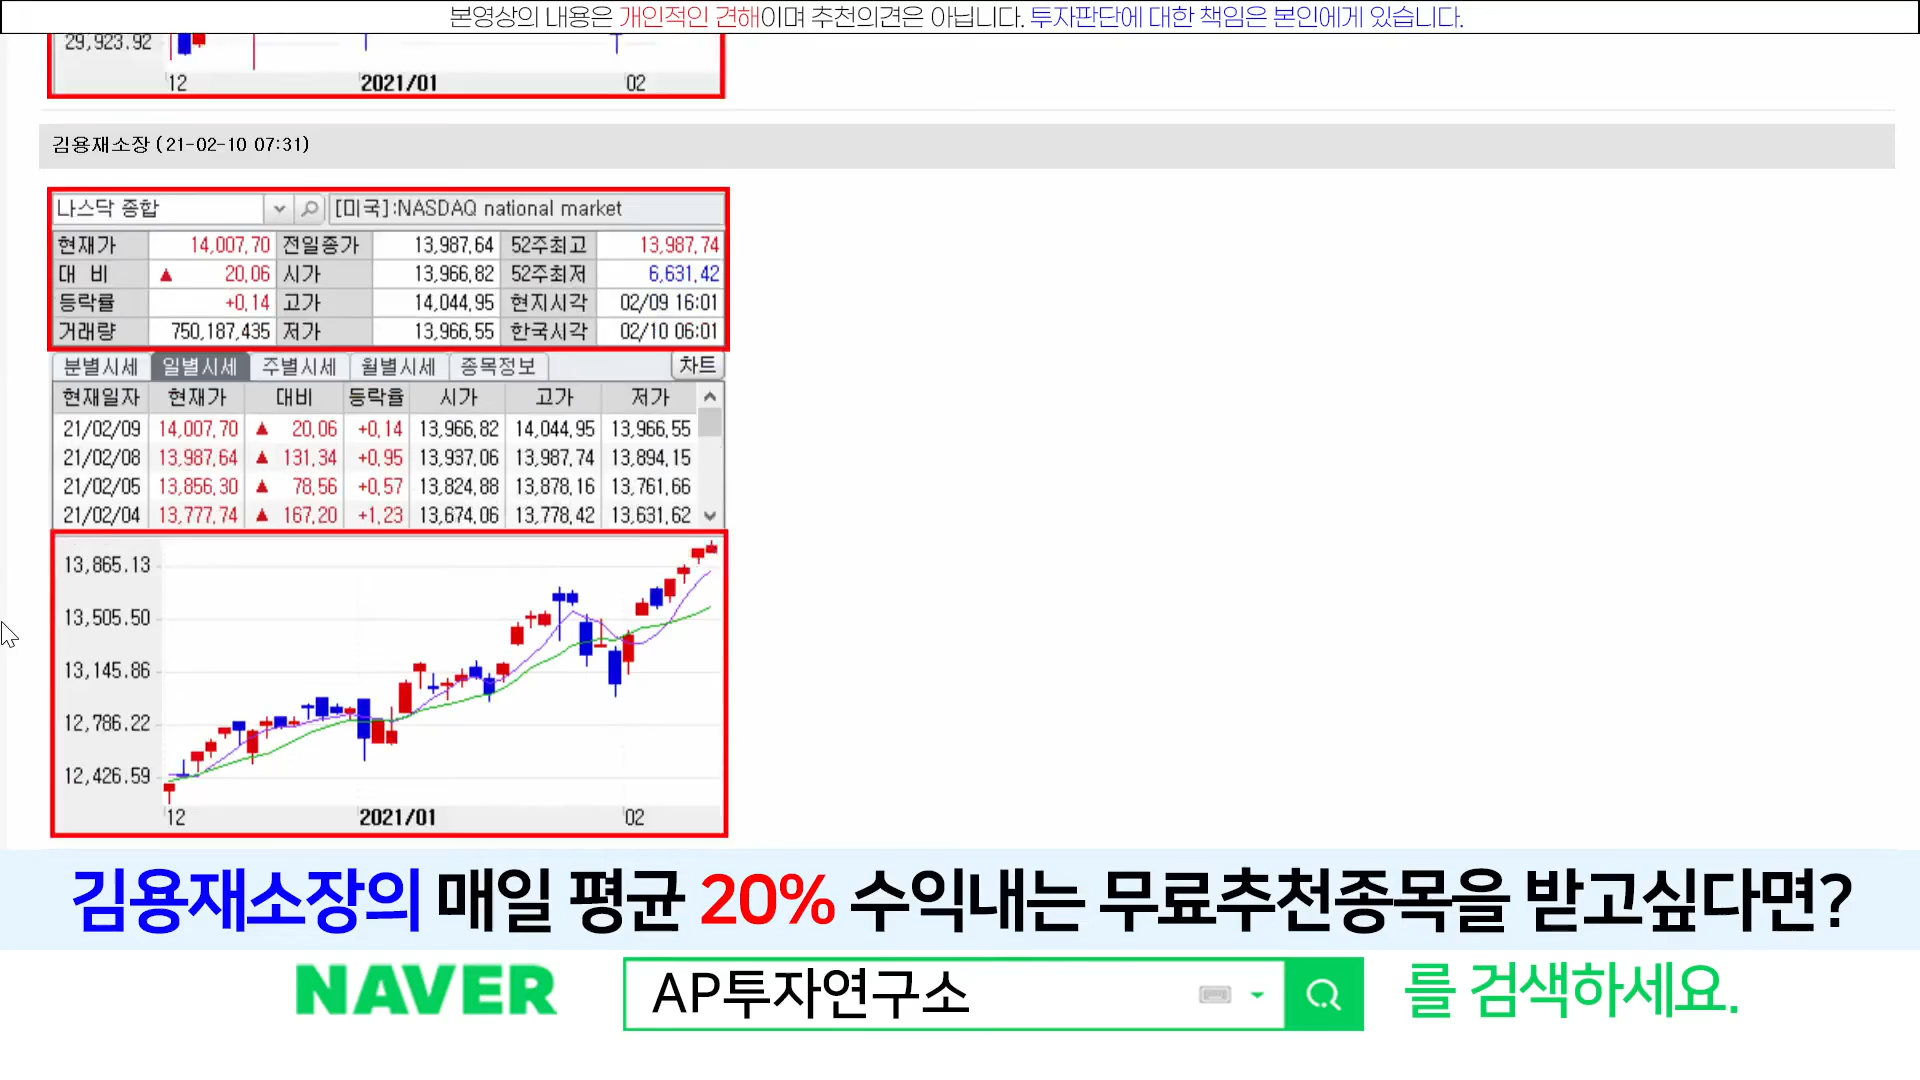 본영상의 내용은 개인적인 견해이며 추천의견은 아닙니다. 투자판단에 대한 책임은 본인에게 있습니다.
29,923.92
12 2021/01 02
김용재소장 (21-02-10 07:31)
나스닥 종합 [미국]:NASDAQ national market
현재가 14,007.70 전일종가 13,987.64 52주최고 13,987.74
대 비 ▲ 20.06 시가 13,966.82 52주최저 6,631.42
등락률 +0.14 고가 14,044.95 현지시각 02/09 16:01
거래량 750,187,435 저가 13,966.55 한국시각 02/10 06:01
분별시세 일별시세 주별시세 월별시세 종목정보 차트
현재일자 현재가 대비 등락율 시가 고가 저가
21/02/09 14,007.70 ▲ 20.06 +0.14 13,966.82 14,044.95 13,966.55
21/02/08 13,987.64 ▲ 131.34 +0.95 13,937.06 13,987.74 13,894.15
21/02/05 13,856.30 ▲ 78.56 +0.57 13,824.88 13,878.16 13,761.66
21/02/04 13,777.74 ▲ 167.20 +1.23 13,674.06 13,778.42 13,631.62
13,865.13
13,505.50
13,145.86
12,786.22
12,426.59
12 2021/01 02
김용재소장의 매일 평균 20% 수익내는 무료추천종목을 받고싶다면?
NAVER AP투자연구소 를 검색하세요.